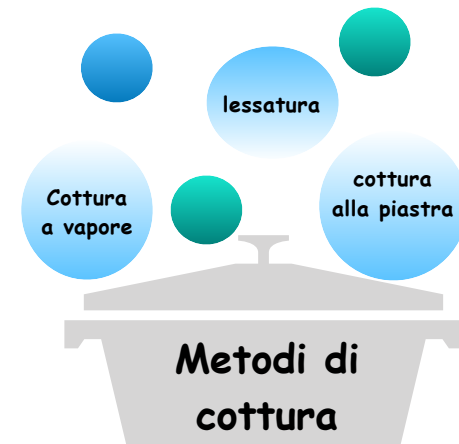 lessatura
Cottura
a vapore
cottura
alla piastra
Metodi di
cottura